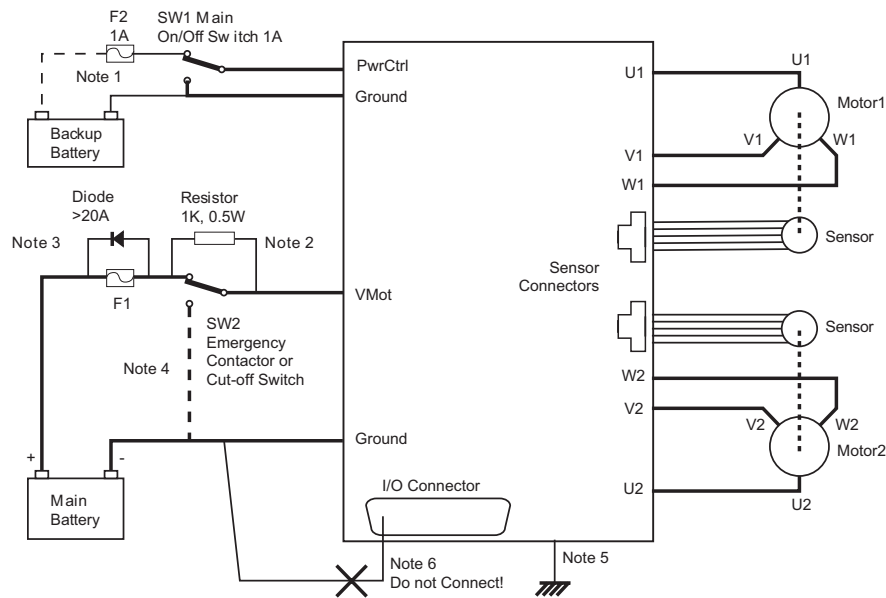 F2
1A
SW1 Main
On/Off Switch 1A
Note 1
Backup
Battery
PwrCtrl
Ground
Diode
>20A
Resistor
1K, 0.5W
Note 3
Note 2
F1
VMot
SW2
Emergency
Contactor or
Cut-off Switch
Note 4
Ground
+
-
Main
Battery
I/O Connector
Note 6
Do not Connect!
Note 5
U1
U1
Motor1
V1
W1
V1
W1
Sensor
Sensor
Connectors
Sensor
W2
V2
V2
W2
Motor2
U2
U2